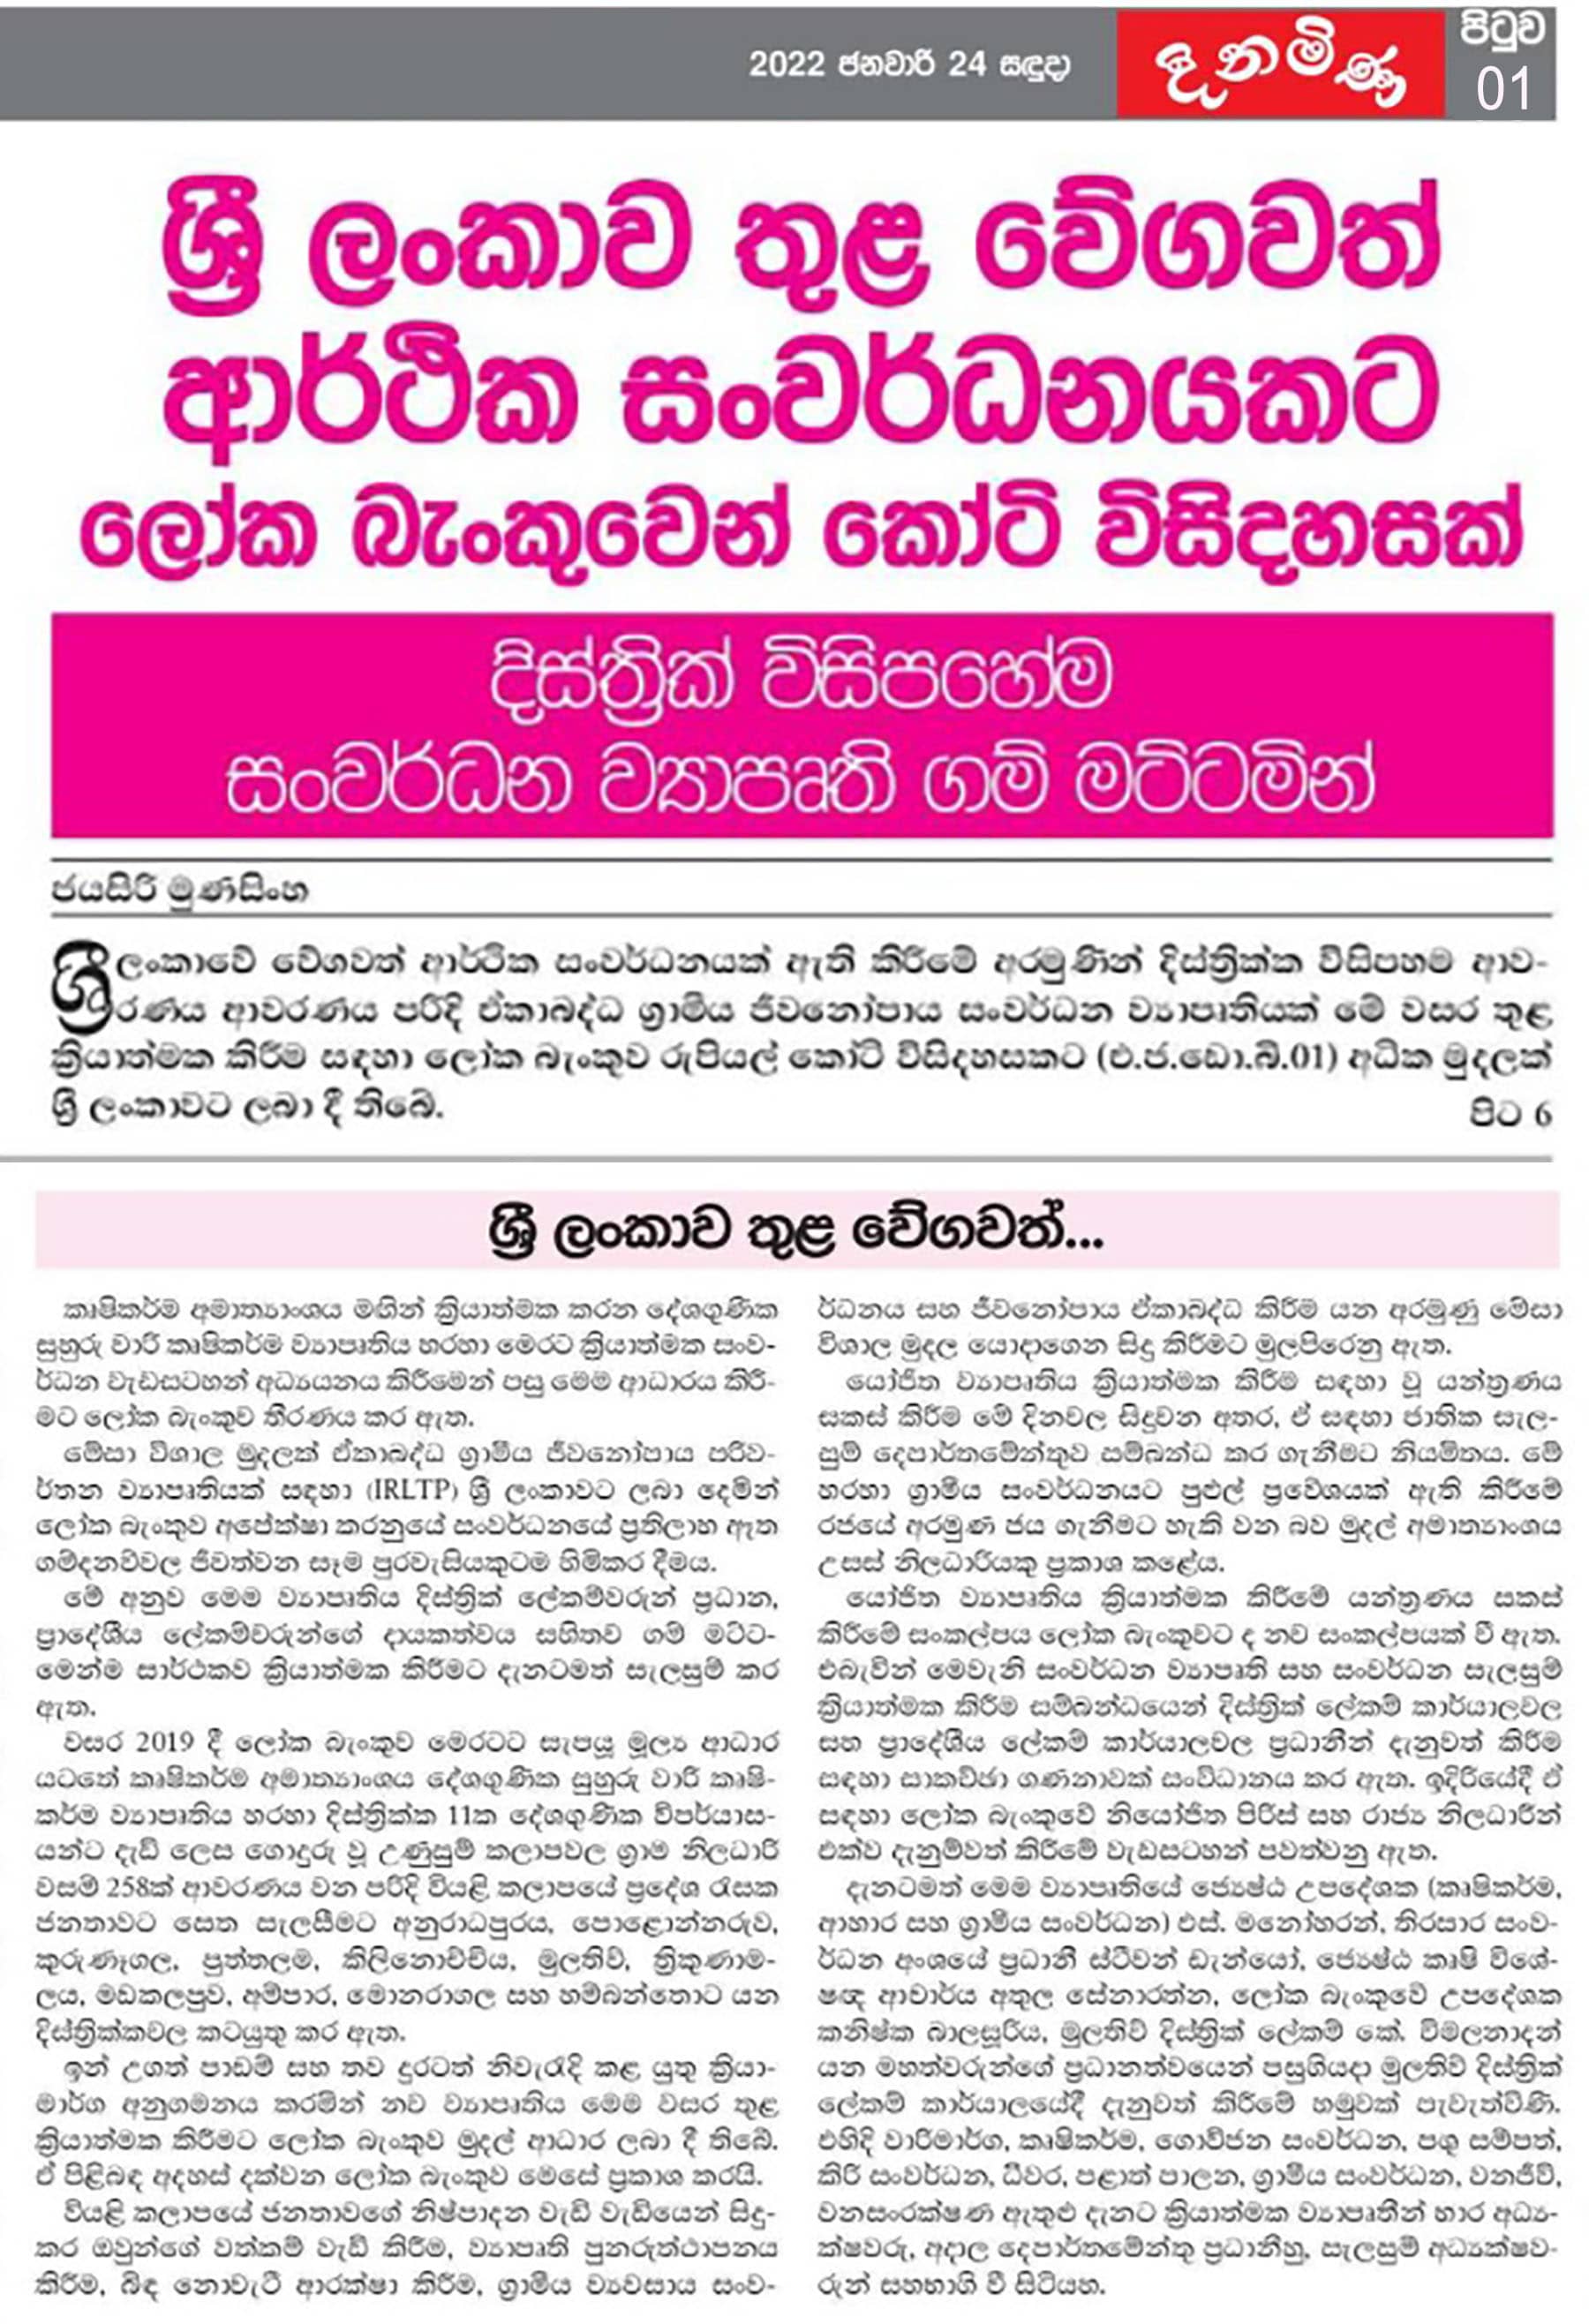 2022 ජනවාරි 24 සඳුදා
දිනමිණ
පිටුව
01
ශ්‍රී ලංකාව තුළ වේගවත්
ආර්ථික සංවර්ධනයකට
ලෝක බැංකුවෙන් කෝටි විසිදහසක්
දිස්ත්‍රික් විසිපහේම
සංවර්ධන ව්‍යාපෘති ගම් මට්ටමින්
ජයසිරි මුණසිංහ
ශ්‍රී ලංකාවේ වේගවත් ආර්ථික සංවර්ධනයක් ඇති කිරීමේ අරමුණින් දිස්ත්‍රික්ක විසිපහම ආව-
රණය ආවරණය පරිදි ඒකාබද්ධ ග්‍රාමීය ජීවනෝපාය සංවර්ධන ව්‍යාපෘතියක් මේ වසර තුළ
ක්‍රියාත්මක කිරීම සඳහා ලෝක බැංකුව රුපියල් කෝටි විසිදහසකට (එ.ජ.ඩො.බි.01) අධික මුදලක්
ශ්‍රී ලංකාවට ලබා දී තිබේ.
පිට 6
ශ්‍රී ලංකාව තුළ වේගවත්...
කෘෂිකර්ම අමාත්‍යාංශය මඟින් ක්‍රියාත්මක කරන දේශගුණික
සුහුරු වාරි කෘෂිකර්ම ව්‍යාපෘතිය හරහා මෙරට ක්‍රියාත්මක සංව-
ර්ධන වැඩසටහන් අධ්‍යයනය කිරීමෙන් පසු මෙම ආධාරය කිරී-
මට ලෝක බැංකුව තීරණය කර ඇත.
මේසා විශාල මුදලක් ඒකාබද්ධ ග්‍රාමීය ජීවනෝපාය පරිව-
ර්තන ව්‍යාපෘතියක් සඳහා (IRLTP) ශ්‍රී ලංකාවට ලබා දෙමින්
ලෝක බැංකුව අපේක්ෂා කරනුයේ සංවර්ධනයේ ප්‍රතිලාභ ඈත
ගම්දනව්වල ජීවත්වන සෑම පුරවැසියකුටම හිමිකර දීමය.
මේ අනුව මෙම ව්‍යාපෘතිය දිස්ත්‍රික් ලේකම්වරුන් ප්‍රධාන,
ප්‍රාදේශීය ලේකම්වරුන්ගේ දායකත්වය සහිතව ගම් මට්ට-
මෙන්ම සාර්ථකව ක්‍රියාත්මක කිරීමට දැනටමත් සැලසුම් කර
ඇත.
වසර 2019 දී ලෝක බැංකුව මෙරටට සැපයූ මූල්‍ය ආධාර
යටතේ කෘෂිකර්ම අමාත්‍යාංශය දේශගුණික සුහුරු වාරි කෘෂි-
කර්ම ව්‍යාපෘතිය හරහා දිස්ත්‍රික්ක 11ක දේශගුණික විපර්යාස-
යන්ට දැඩි ලෙස ගොදුරු වූ උණුසුම් කලාපවල ග්‍රාම නිලධාරි
වසම් 258ක් ආවරණය වන පරිදි වියළි කලාපයේ ප්‍රදේශ රැසක
ජනතාවට සෙත සැලසීමට අනුරාධපුරය, පොළොන්නරුව,
කුරුණෑගල, පුත්තලම, කිලිනොච්චිය, මුලතිව්, ත්‍රිකුණාම-
ලය, මඩකලපුව, අම්පාර, මොනරාගල සහ හම්බන්තොට යන
දිස්ත්‍රික්කවල කටයුතු කර ඇත.
ඉන් උගත් පාඩම් සහ තව දුරටත් නිවැරැදි කළ යුතු ක්‍රියා-
මාර්ග අනුගමනය කරමින් නව ව්‍යාපෘතිය මෙම වසර තුළ
ක්‍රියාත්මක කිරීමට ලෝක බැංකුව මුදල් ආධාර ලබා දී තිබේ.
ඒ පිළිබඳ අදහස් දක්වන ලෝක බැංකුව මෙසේ ප්‍රකාශ කරයි.
වියළි කලාපයේ ජනතාවගේ නිෂ්පාදන වැඩි වැඩියෙන් සිදු-
කර ඔවුන්ගේ වත්කම් වැඩි කිරීම, ව්‍යාපෘති පුනරුත්ථාපනය
කිරීම, බිඳ නොවැටී ආරක්ෂා කිරීම, ග්‍රාමීය ව්‍යවසාය සංව-
ර්ධනය සහ ජීවනෝපාය ඒකාබද්ධ කිරීම යන අරමුණු මේසා
විශාල මුදල යොදාගෙන සිදු කිරීමට මුලපිරෙනු ඇත.
යෝජිත ව්‍යාපෘතිය ක්‍රියාත්මක කිරීම සඳහා වූ යන්ත්‍රණය
සකස් කිරීම මේ දිනවල සිදුවන අතර, ඒ සඳහා ජාතික සැල-
සුම් දෙපාර්තමේන්තුව සම්බන්ධ කර ගැනීමට නියමිතය. මේ
හරහා ග්‍රාමීය සංවර්ධනයට පුළුල් ප්‍රවේශයක් ඇති කිරීමේ
රජයේ අරමුණ ජය ගැනීමට හැකි වන බව මුදල් අමාත්‍යාංශය
උසස් නිලධාරියකු ප්‍රකාශ කළේය.
යෝජිත ව්‍යාපෘතිය ක්‍රියාත්මක කිරීමේ යන්ත්‍රණය සකස්
කිරීමේ සංකල්පය ලෝක බැංකුවට ද නව සංකල්පයක් වී ඇත.
එබැවින් මෙවැනි සංවර්ධන ව්‍යාපෘති සහ සංවර්ධන සැලසුම්
ක්‍රියාත්මක කිරීම සම්බන්ධයෙන් දිස්ත්‍රික් ලේකම් කාර්යාලවල
සහ ප්‍රාදේශීය ලේකම් කාර්යාලවල ප්‍රධානීන් දැනුවත් කිරීම
සඳහා සාකච්ඡා ගණනාවක් සංවිධානය කර ඇත. ඉදිරියේදී ඒ
සඳහා ලෝක බැංකුවේ නියෝජිත පිරිස් සහ රාජ්‍ය නිලධාරීන්
එක්ව දැනුම්වත් කිරීමේ වැඩසටහන් පවත්වනු ඇත.
දැනටමත් මෙම ව්‍යාපෘතියේ ජ්‍යෙෂ්ඨ උපදේශක (කෘෂිකර්ම,
ආහාර සහ ග්‍රාමීය සංවර්ධන) එස්. මනෝහරන්, තිරසාර සංව-
ර්ධන අංශයේ ප්‍රධානී ස්ටීවන් ඩැන්යෝ, ජ්‍යෙෂ්ඨ කෘෂි විශේ-
ෂඥ ආචාර්ය අතුල සේනාරත්න, ලෝක බැංකුවේ උපදේශක
කනිෂ්ක බාලසූරිය, මුලතිව් දිස්ත්‍රික් ලේකම් කේ. විමලනාදන්
යන මහත්වරුන්ගේ ප්‍රධානත්වයෙන් පසුගියදා මුලතිව් දිස්ත්‍රික්
ලේකම් කාර්යාලයේදී දැනුවත් කිරීමේ හමුවක් පැවැත්විණි.
එහිදි වාරිමාර්ග, කෘෂිකර්ම, ගොවිජන සංවර්ධන, පශු සම්පත්,
කිරි සංවර්ධන, ධීවර, පළාත් පාලන, ග්‍රාමීය සංවර්ධන, වනජීවී,
වනසංරක්ෂණ ඇතුළු දැනට ක්‍රියාත්මක ව්‍යාපෘතීන් භාර අධ්‍ය-
ක්ෂවරු, අදාල දෙපාර්තමේන්තු ප්‍රධානීහු, සැලසුම් අධ්‍යක්ෂව-
රුන් සහභාගි වී සිටියහ.